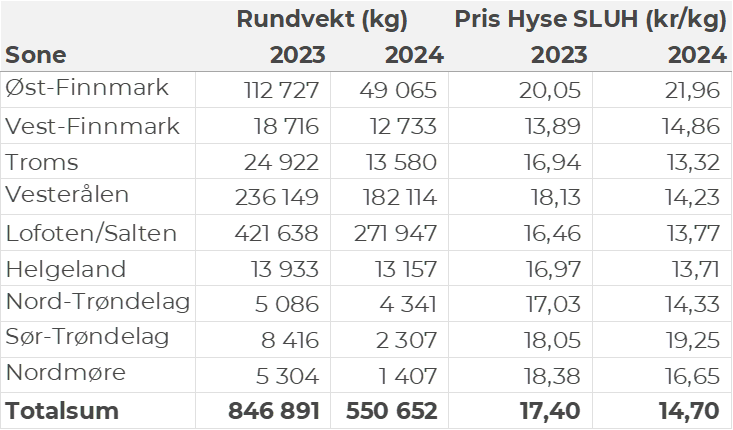 Rundvekt (kg) Pris Hyse SLUH (kr/kg)
Sone 2023 2024 2023 2024
Øst-Finnmark 112 727 49 065 20,05 21,96
Vest-Finnmark 18 716 12 733 13,89 14,86
Troms 24 922 13 580 16,94 13,32
Vesterålen 236 149 182 114 18,13 14,23
Lofoten/Salten 421 638 271 947 16,46 13,77
Helgeland 13 933 13 157 16,97 13,71
Nord-Trøndelag 5 086 4 341 17,03 14,33
Sør-Trøndelag 8 416 2 307 18,05 19,25
Nordmøre 5 304 1 407 18,38 16,65
Totalsum 846 891 550 652 17,40 14,70